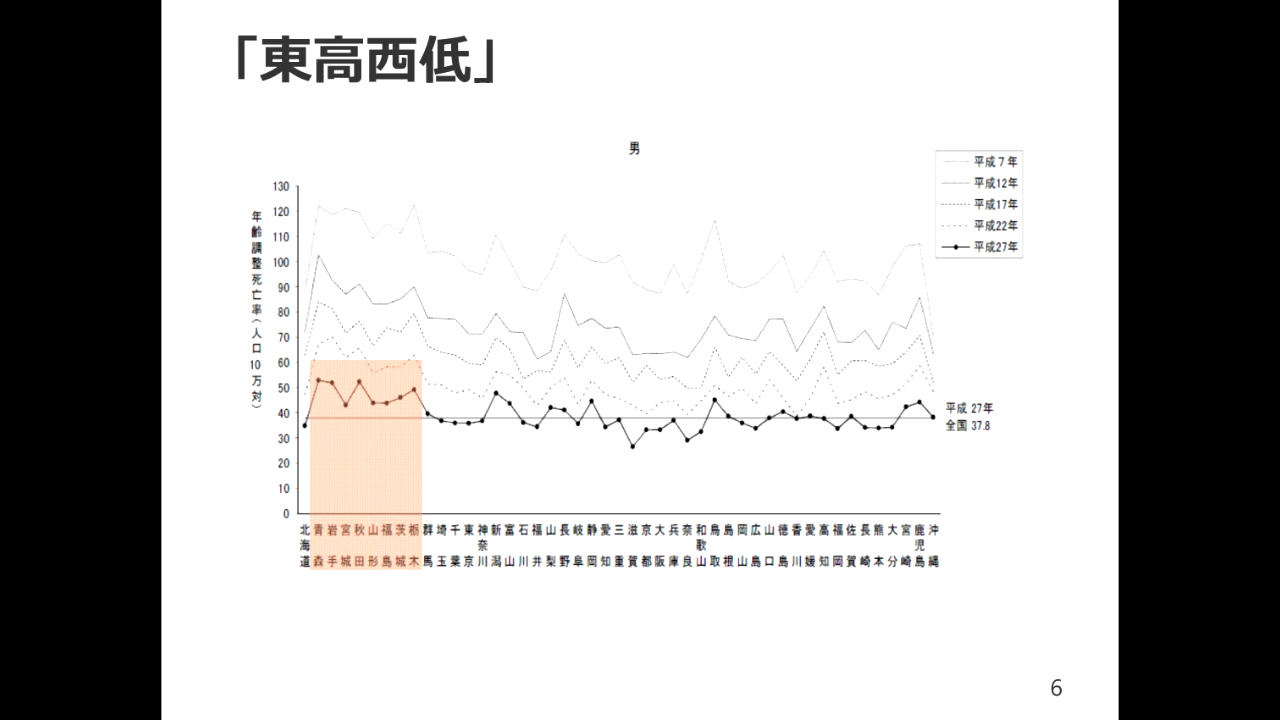 「東高西低」
男
平成７年
平成12年
平成17年
平成22年
平成27年
年齢調整死亡率（人口10万対）
130
120
110
100
90
80
70
60
50
40
30
20
10
0
平成 27年
全国 37.8
北海道
青森
岩手
宮城
秋田
山形
福島
茨城
栃木
群馬
埼玉
千葉
東京
神奈川
新潟
富山
石川
福井
山梨
長野
岐阜
静岡
愛知
三重
滋賀
京都
大阪
兵庫
奈良
和歌山
鳥取
島根
岡山
広島
山口
徳島
香川
愛媛
高知
福岡
佐賀
長崎
熊本
大分
宮崎
鹿児島
沖縄
6